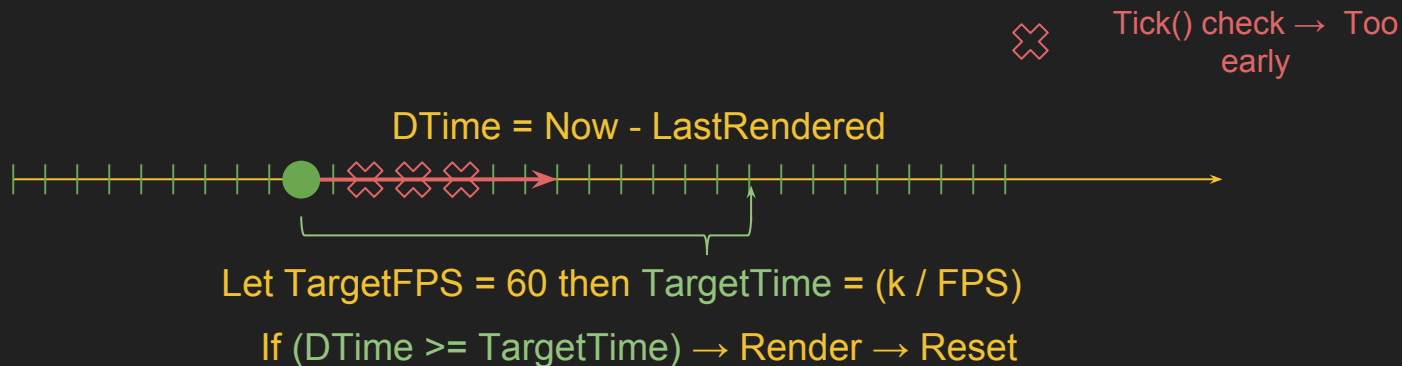 Tick() check → Too
early
DTime = Now - LastRendered
Let TargetFPS = 60 then TargetTime = (k / FPS)
If (DTime >= TargetTime) → Render → Reset